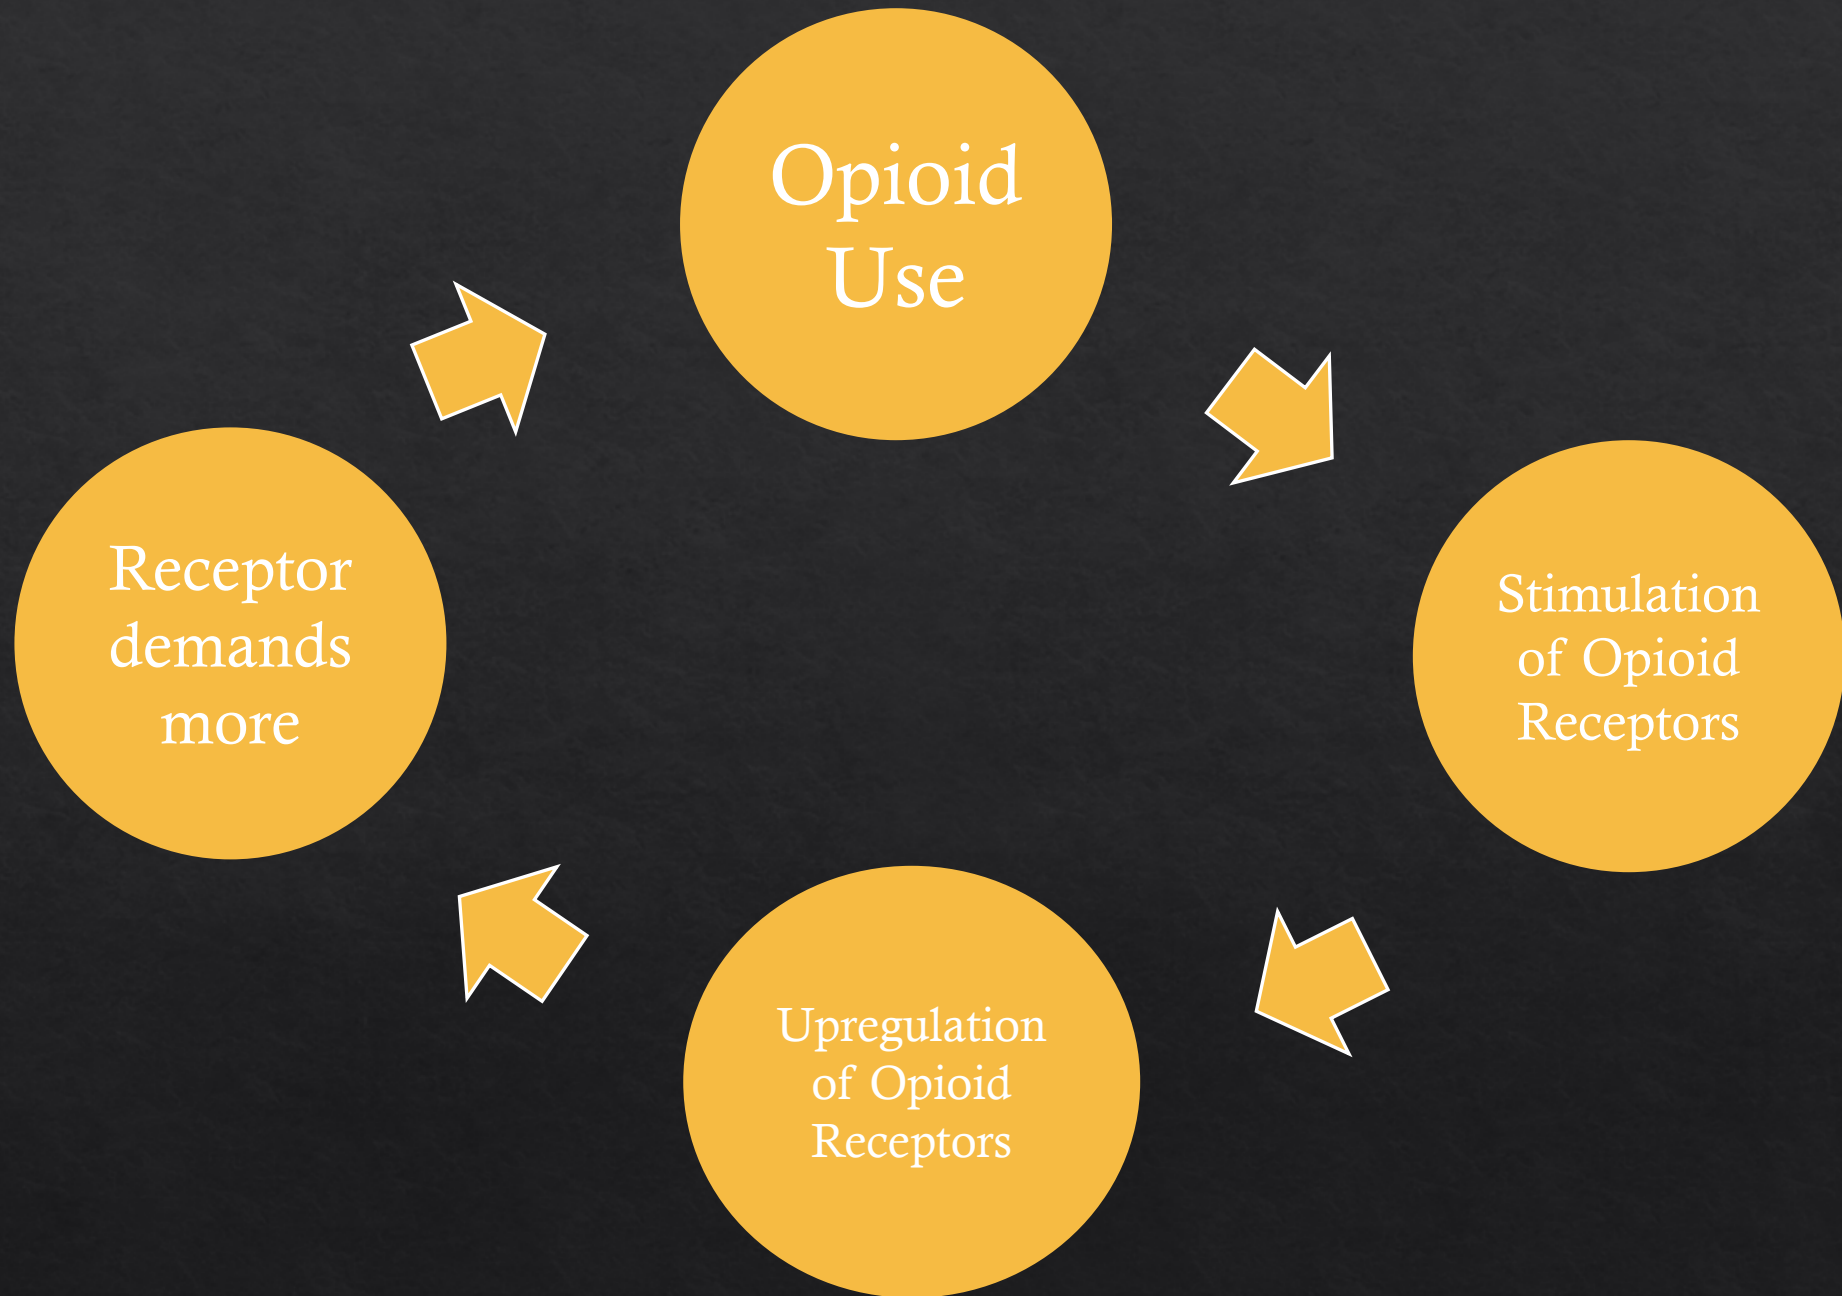 Opioid
Use
Stimulation
of Opioid
Receptors
Upregulation
of Opioid
Receptors
Receptor
demands
more